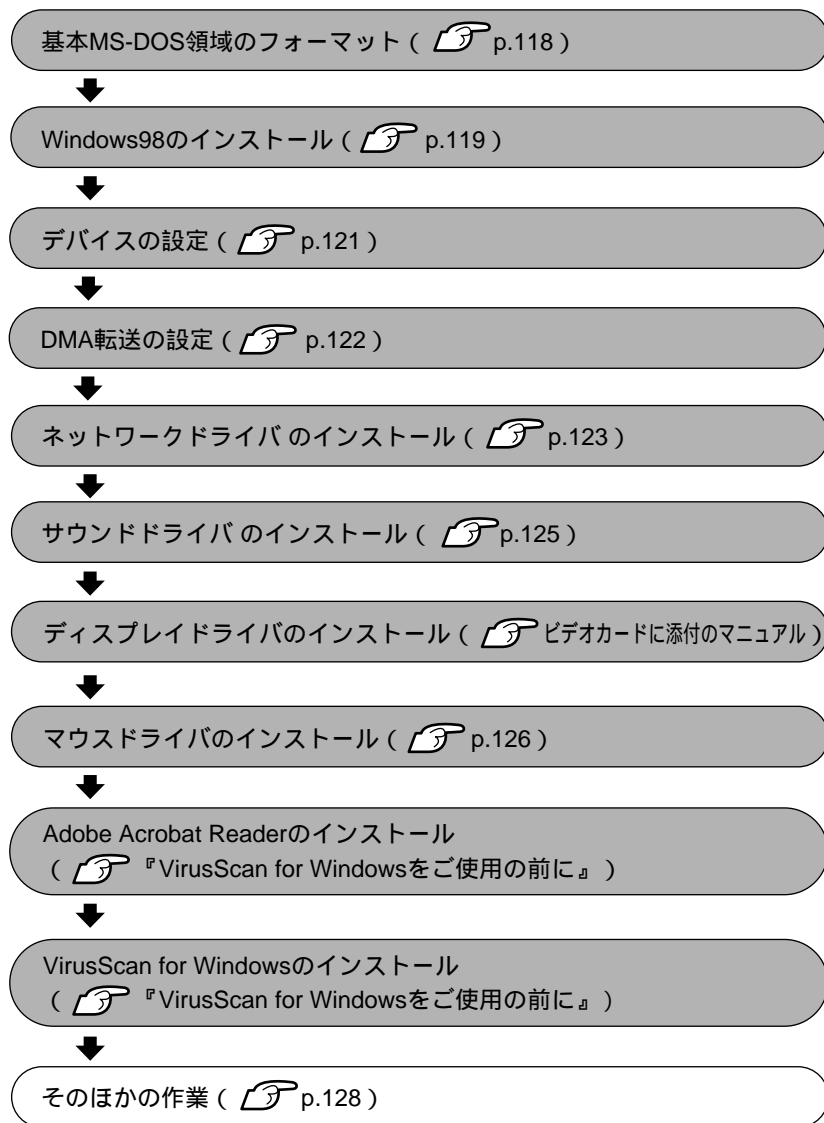 基本MS-DOS領域のフォーマット( p.118)
Windows98のインストール( p.119)
デバイスの設定( p.121)
DMA転送の設定( p.122)
ネットワークドライバ のインストール( p.123)
サウンドドライバ のインストール( p.125)
ディスプレイドライバのインストール( ビデオカードに添付のマニュアル)
マウスドライバのインストール( p.126)
Adobe Acrobat Readerのインストール
( 『VirusScan for Windowsをご使用の前に』)
VirusScan for Windowsのインストール
( 『VirusScan for Windowsをご使用の前に』)
そのほかの作業( p.128)